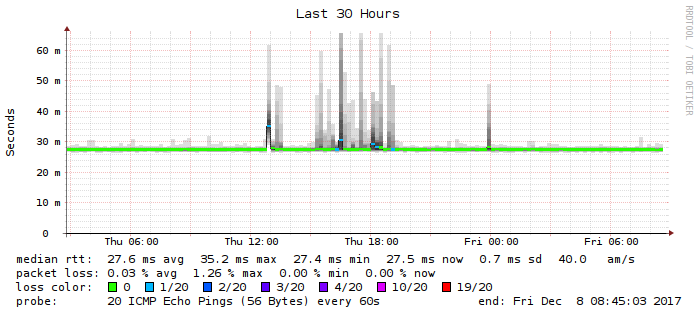 Last 30 Hours
RRDTOOL / TOBI OETIKER
Seconds
60 m
50 m
40 m
30 m
20 m
10 m
0
Thu 06:00 Thu 12:00 Thu 18:00 Fri 00:00 Fri 06:00
median rtt: 27.6 ms avg 35.2 ms max 27.4 ms min 27.5 ms now 0.7 ms sd 40.0 am/s
packet loss: 0.03 % avg 1.26 % max 0.00 % min 0.00 % now
loss color: 0 1/20 2/20 3/20 4/20 10/20 19/20
probe: 20 ICMP Echo Pings (56 Bytes) every 60s end: Fri Dec 8 08:45:03 2017